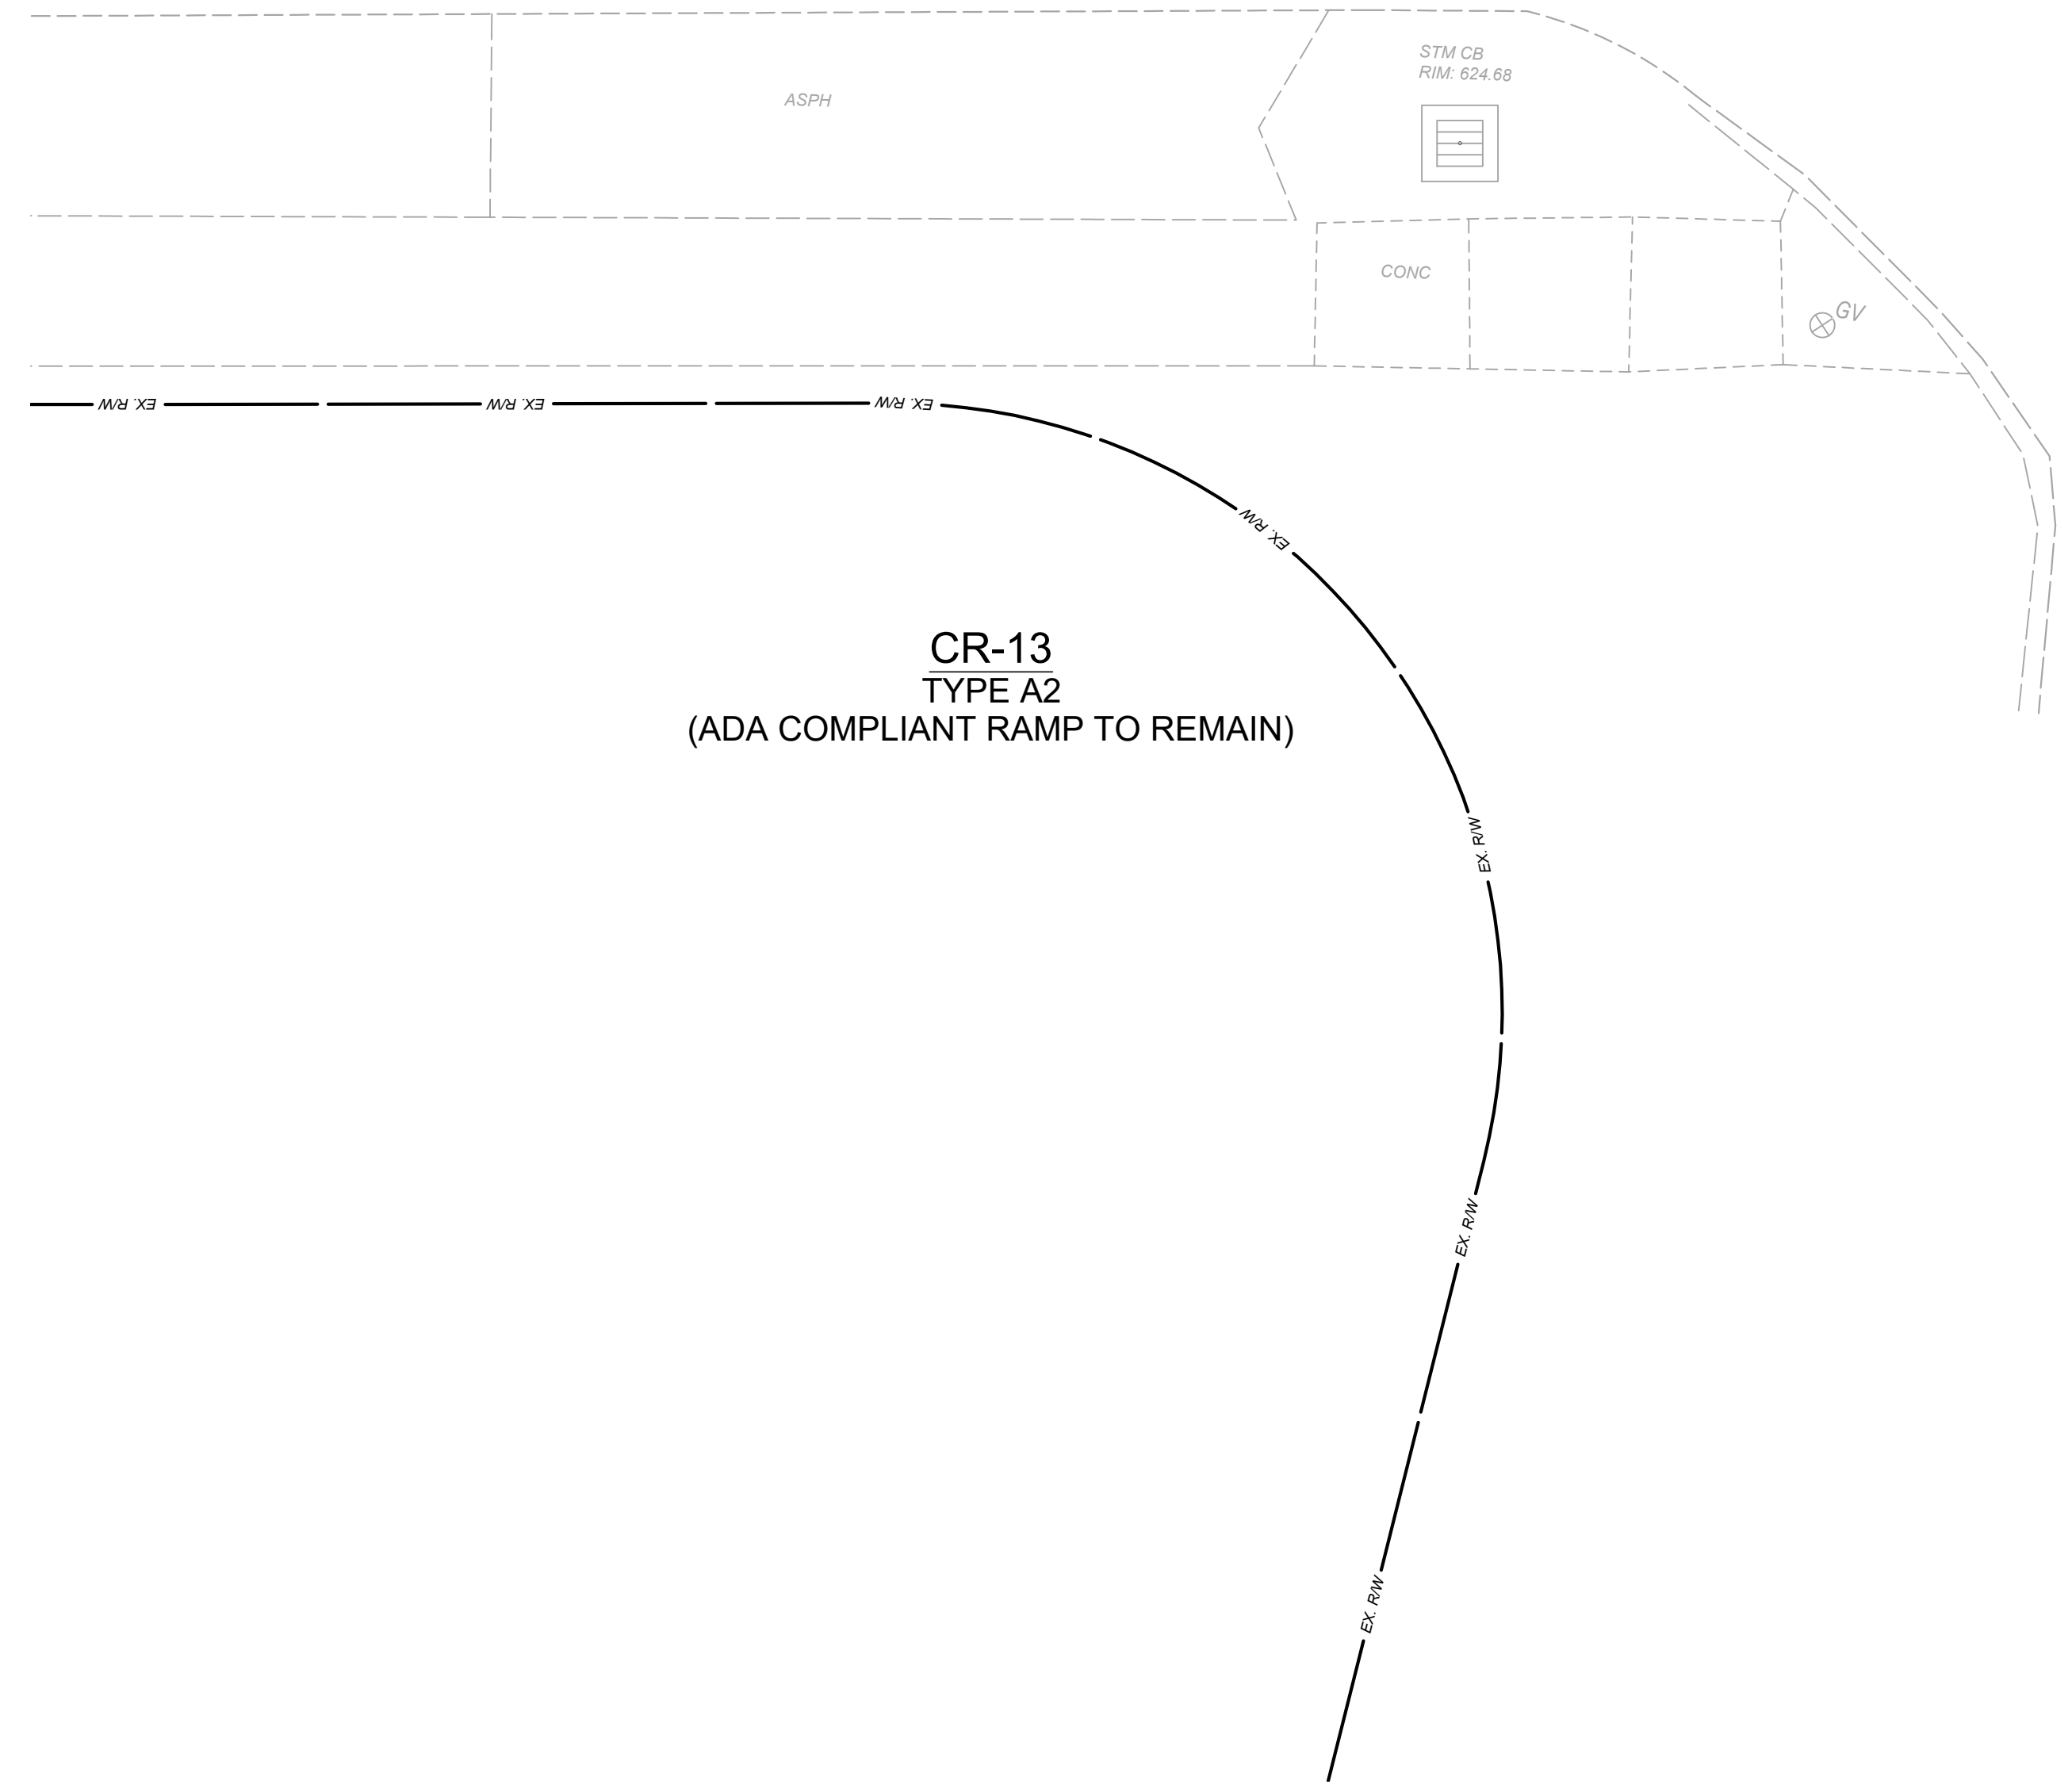 STM CB
RIM: 624.68
ASPH
CONC
GV
EX. R/W
EX. R/W
EX. R/W
EX. R/W
CR-13
TYPE A2
(ADA COMPLIANT RAMP TO REMAIN)
EX. R/W
EX. R/W
EX. R/W